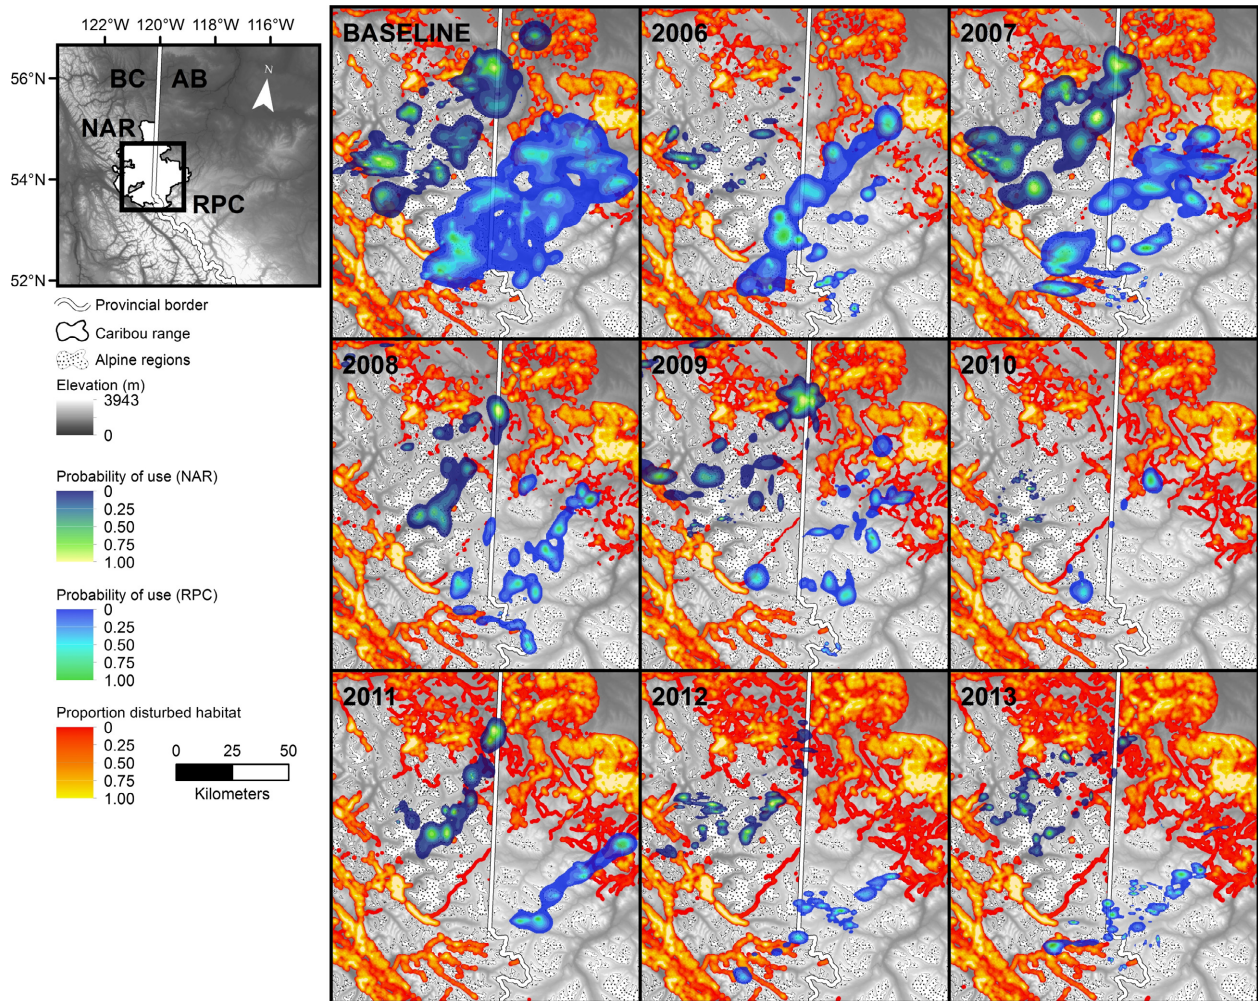 122°W 120°W 118°W 116°W
56°N
54°N
52°N
BC AB
N
NAR
RPC
Provincial border
Caribou range
Alpine regions
Elevation (m)
3943
0
Probability of use (NAR)
0
0.25
0.50
0.75
1.00
Probability of use (RPC)
0
0.25
0.50
0.75
1.00
Proportion disturbed habitat
0
0.25
0.50
0.75
1.00
0 25 50
Kilometers
BASELINE
2006
2007
2008
2009
2010
2011
2012
2013